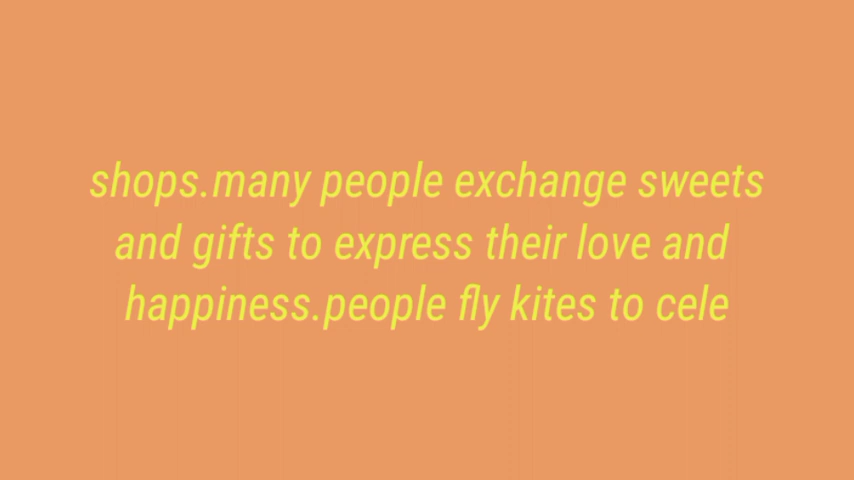 shops.many people exchange sweets
and gifts to express their love and
happiness.people fly kites to cele